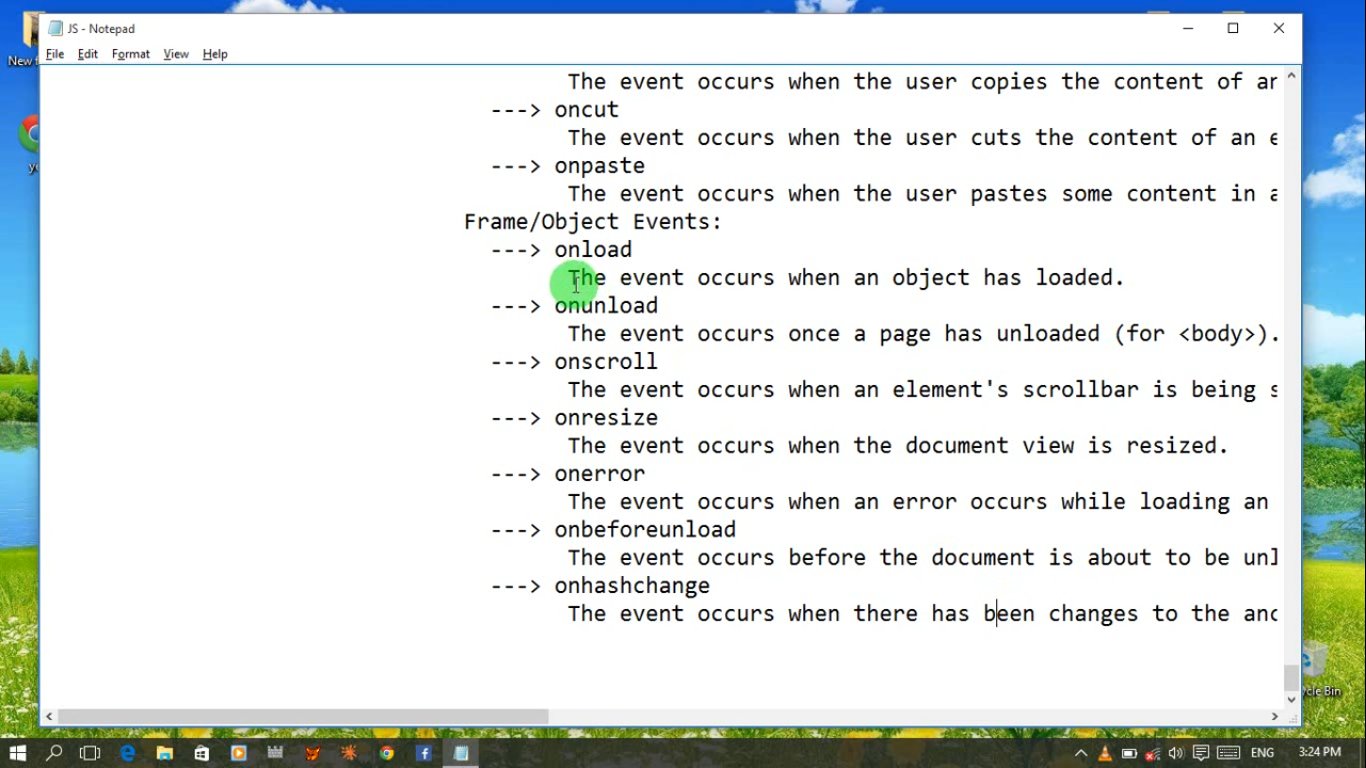 New f
JS - Notepad
File Edit Format View Help
The event occurs when the user copies the content of an
---> oncut
The event occurs when the user cuts the content of an e
---> onpaste
The event occurs when the user pastes some content in a
Frame/Object Events:
---> onload
The event occurs when an object has loaded.
---> onunload
The event occurs once a page has unloaded (for <body>).
---> onscroll
The event occurs when an element's scrollbar is being s
---> onresize
The event occurs when the document view is resized.
---> onerror
The event occurs when an error occurs while loading an
---> onbeforeunload
The event occurs before the document is about to be unl
---> onhashchange
The event occurs when there has been changes to the anc
cle Bin
ENG 3:24 PM